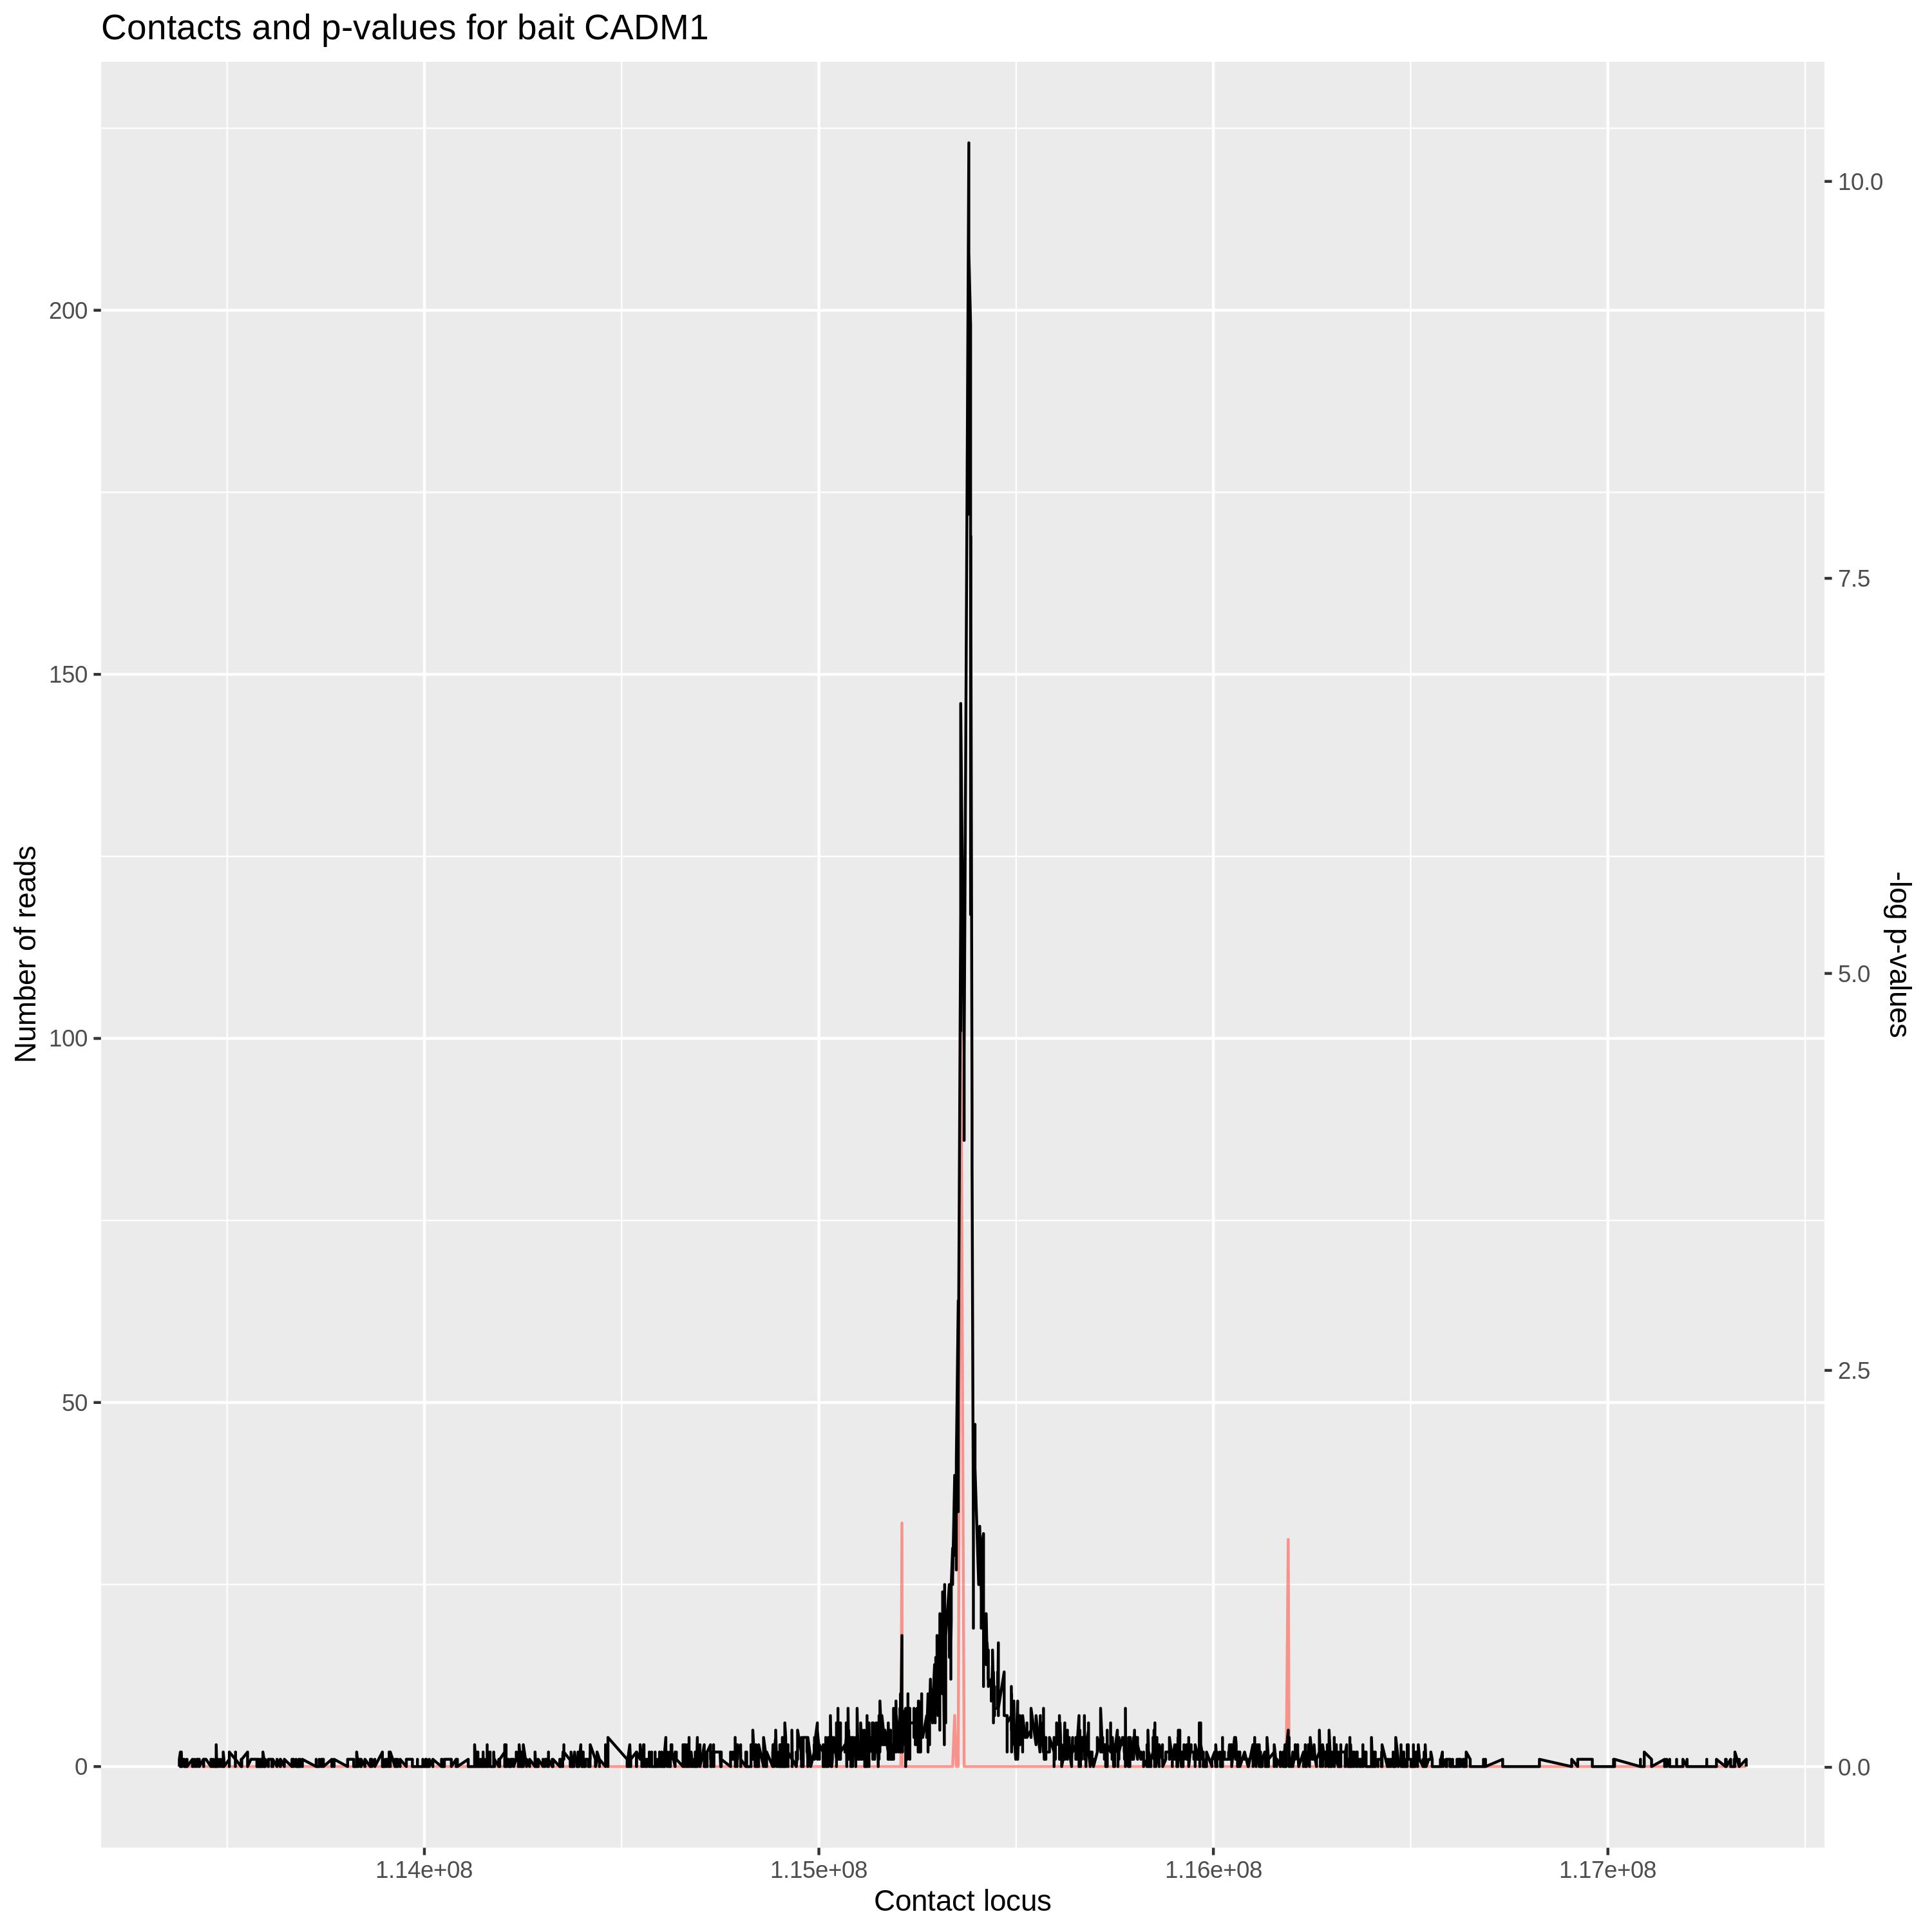 Contacts and p-values for bait CADM1
Number of reads
200
150
100
50
0
10.0
7.5
5.0
2.5
0.0
-log p-values
1.14e+08
1.15e+08
1.16e+08
1.17e+08
Contact locus